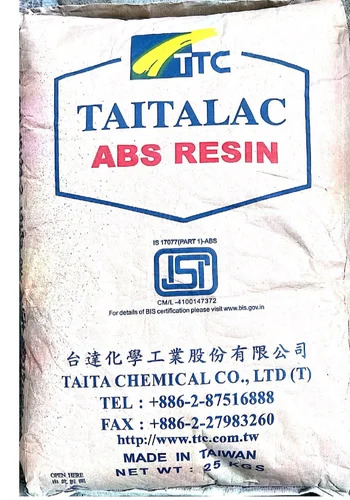 TTC
TAITALAC
ABS RESIN
IS 17077(PART 1)-ABS
ISI
CM/L -4100147372
For details of BIS certification please visit www.bis.gov.in
台達化學工業股份有限公司
TAITA CHEMICAL CO., LTD (T)
TEL : +886-2-87516888
FAX : +886-2-27983260
http://www.ttc.com.tw
MADE IN TAIWAN
NET WT: 25 KGS
OPEN HERE